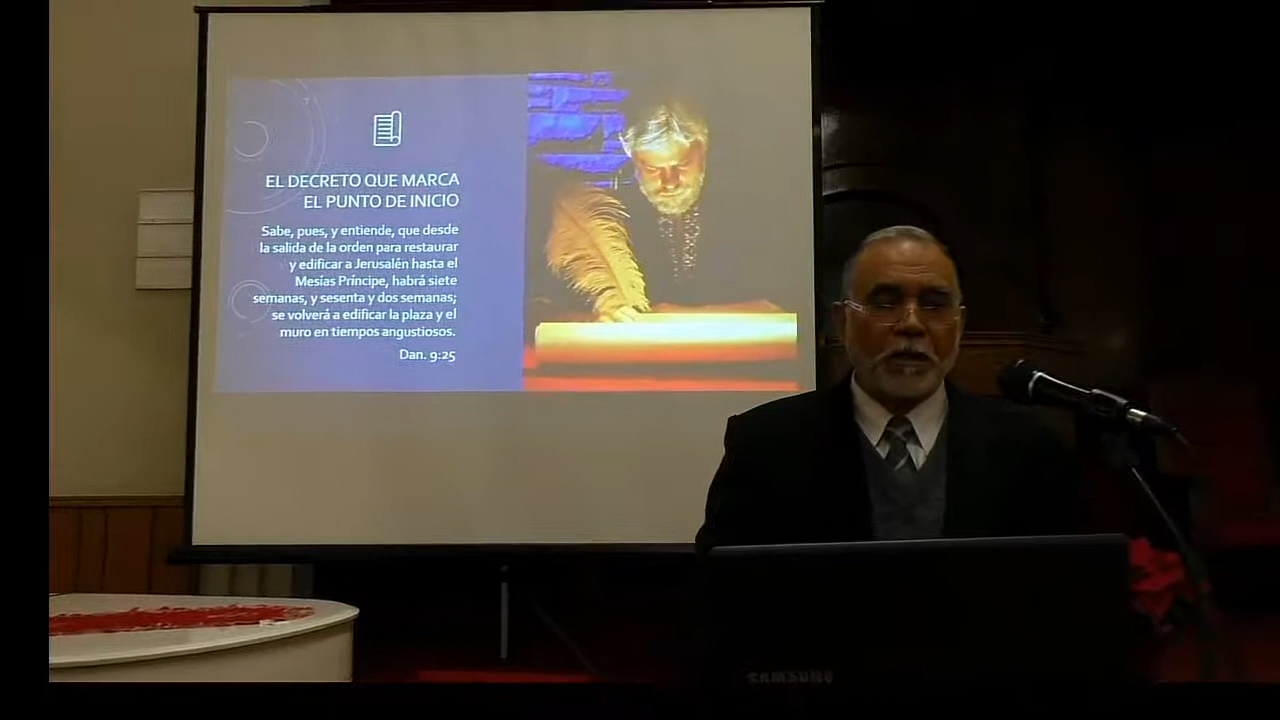 EL DECRETO QUE MARCA
EL PUNTO DE INICIO
Sabe, pues, y entiende, que desde
la salida de la orden para restaurar
y edificar a Jerusalén hasta el
Mesías Príncipe, habrá siete
semanas, y sesenta y dos semanas;
se volverá a edificar la plaza y el
muro en tiempos angustiosos.
Dan. 9:25
SAMSUNG